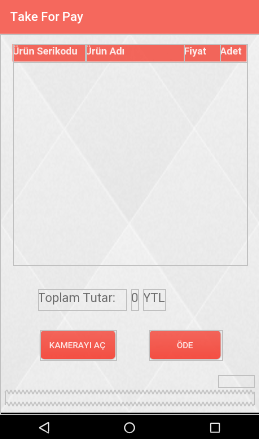 Take For Pay
Ürün Serikodu Ürün Adı Fiyat Adet
Toplam Tutar: 0 YTL
KAMERAYI AÇ ÖDE